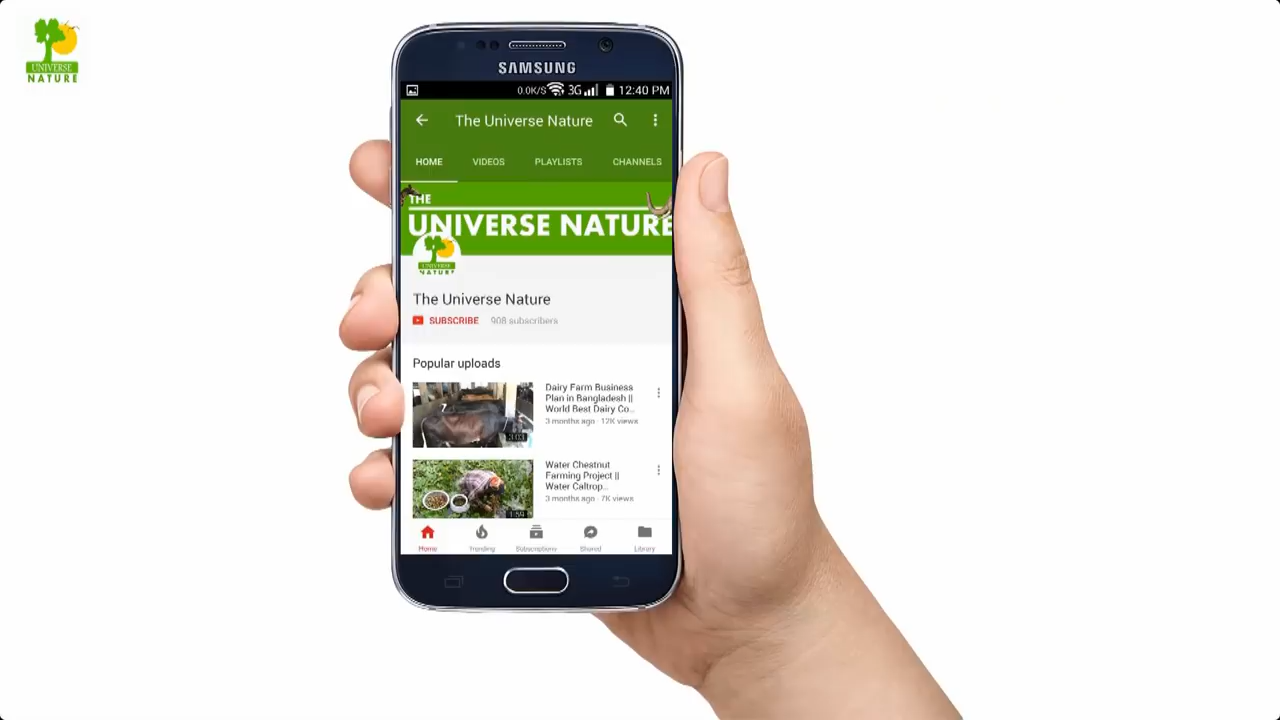 UNIVERSE
NATURE
SAMSUNG
0.0K/S 3G 12:40 PM
The Universe Nature
HOME VIDEOS PLAYLISTS CHANNELS
THE
UNIVERSE NATURE
UNIVERSE
NATURE
The Universe Nature
SUBSCRIBE 908 subscribers
Popular uploads
Dairy Farm Business
Plan in Bangladesh ||
World Best Dairy Co...
3 months ago · 12K views
Water Chestnut
Farming Project ||
Water Caltrop...
3 months ago · 7K views
1:59
Home Trending Subscriptions Shared Library